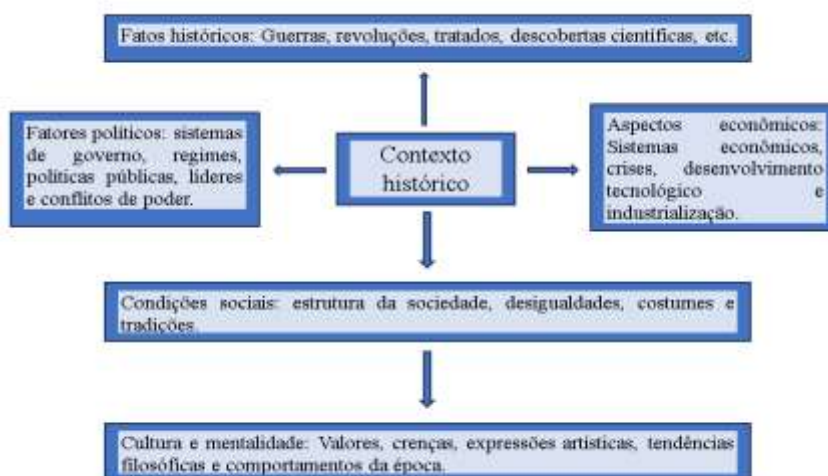 Fatos históricos: Guerras, revoluções, tratados, descobertas científicas, etc.
Fatores políticos: sistemas
de governo, regimes,
políticas públicas, líderes
e conflitos de poder.
Contexto
histórico
Aspectos econômicos:
Sistemas econômicos,
crises, desenvolvimento
tecnológico e
industrialização.
Condições sociais: estrutura da sociedade, desigualdades, costumes e
tradições.
Cultura e mentalidade: Valores, crenças, expressões artísticas, tendências
filosóficas e comportamentos da época.